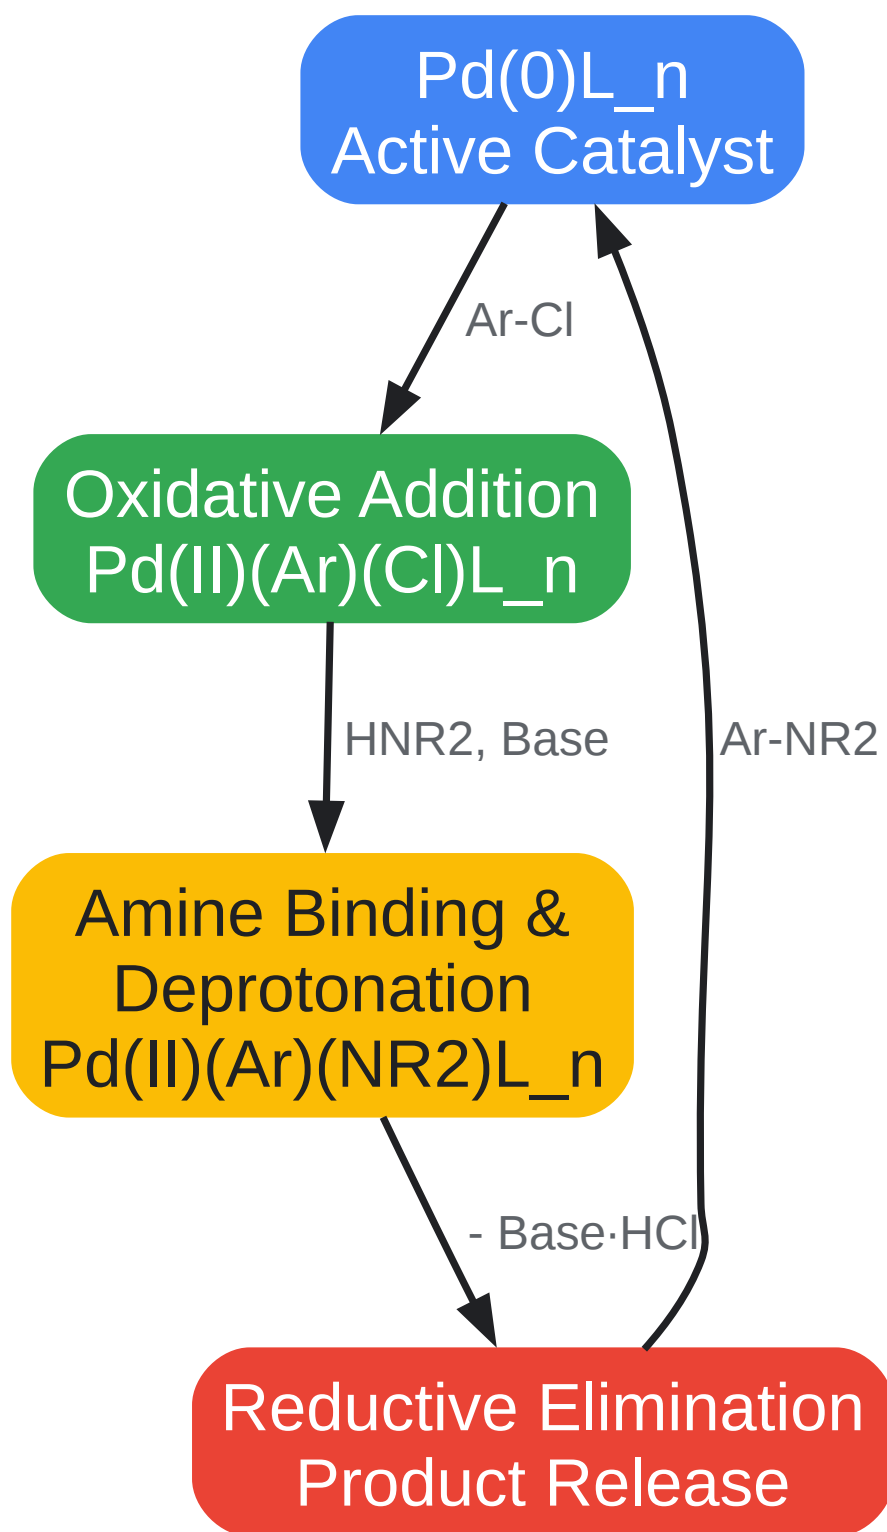 Pd(0)L_n
Active Catalyst
Ar-Cl
Oxidative Addition
Pd(II)(Ar)(Cl)L_n
HNR2, Base
Ar-NR2
Amine Binding &
Deprotonation
Pd(II)(Ar)(NR2)L_n
- Base·HCl
Reductive Elimination
Product Release